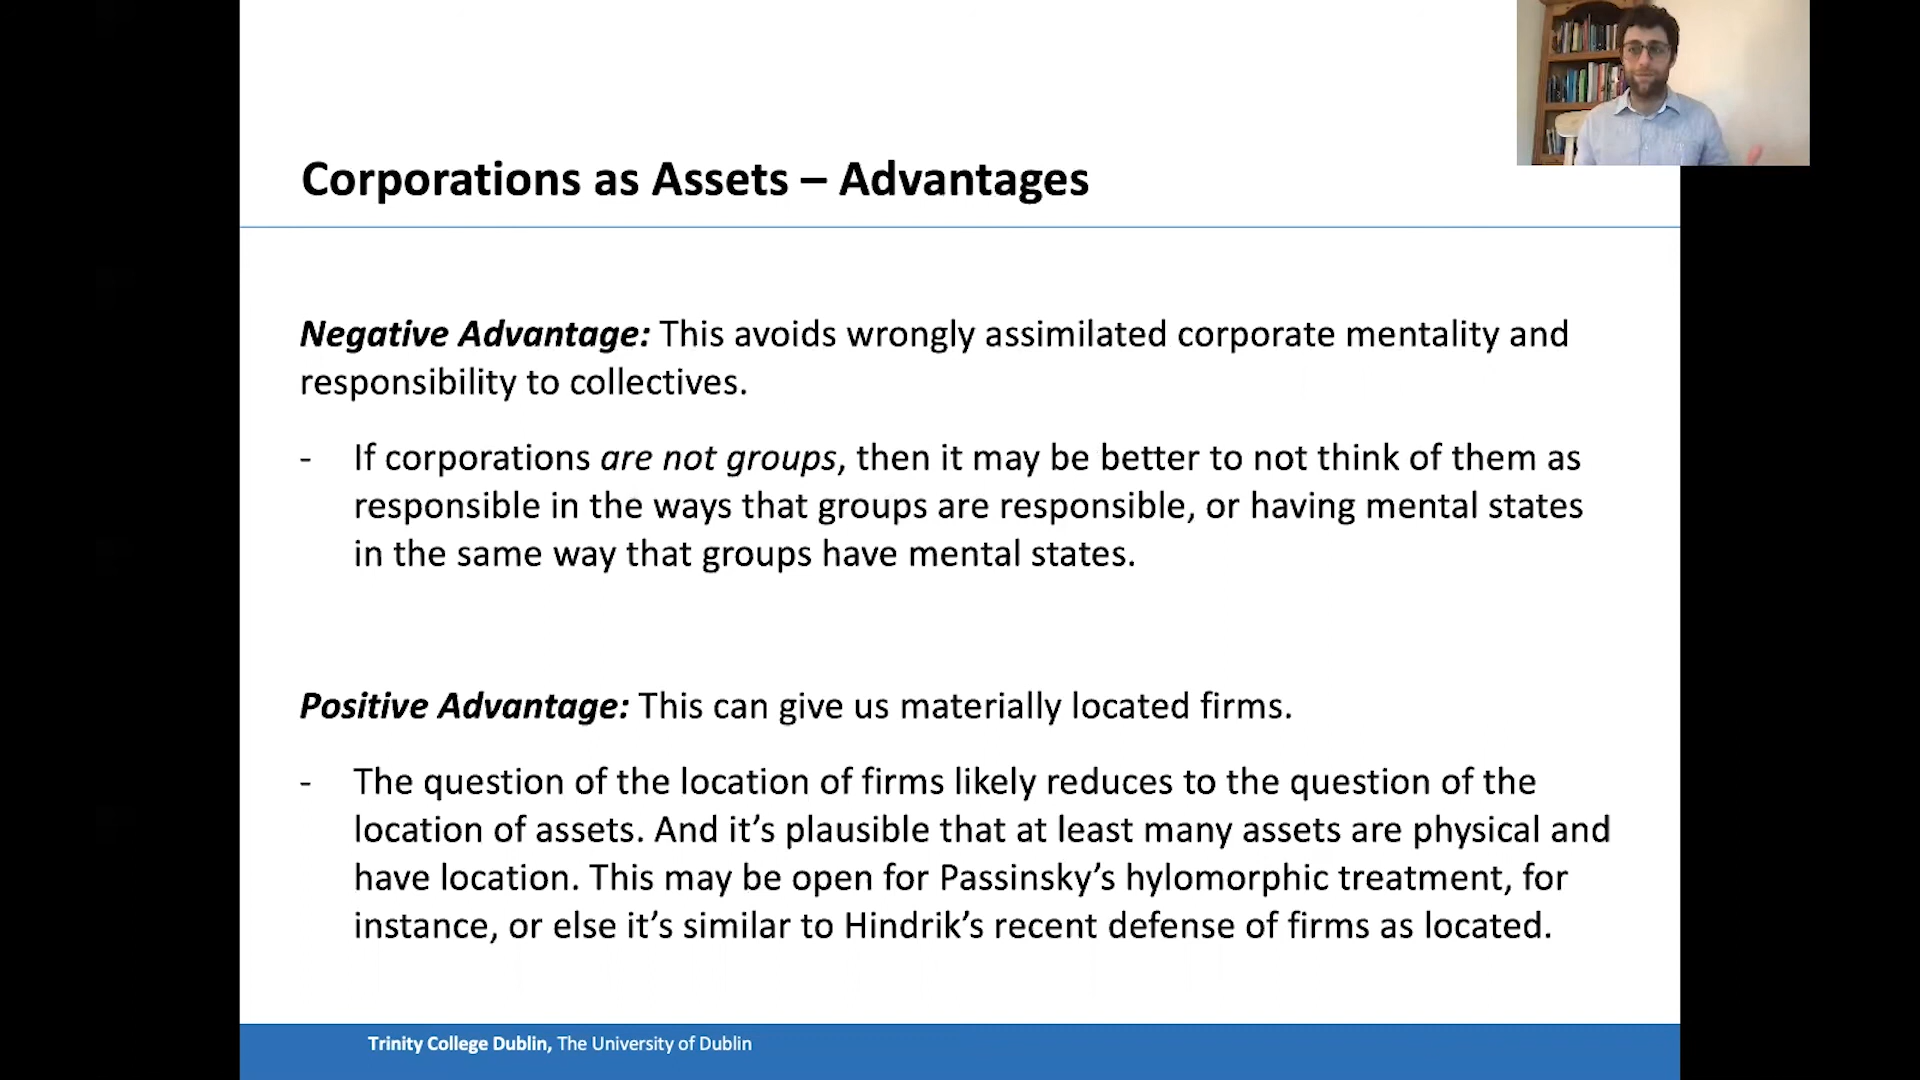 Corporations as Assets – Advantages
Negative Advantage: This avoids wrongly assimilated corporate mentality and
responsibility to collectives.
- If corporations are not groups, then it may be better to not think of them as
responsible in the ways that groups are responsible, or having mental states
in the same way that groups have mental states.
Positive Advantage: This can give us materially located firms.
- The question of the location of firms likely reduces to the question of the
location of assets. And it’s plausible that at least many assets are physical and
have location. This may be open for Passinsky’s hylomorphic treatment, for
instance, or else it’s similar to Hindrik’s recent defense of firms as located.
Trinity College Dublin, The University of Dublin